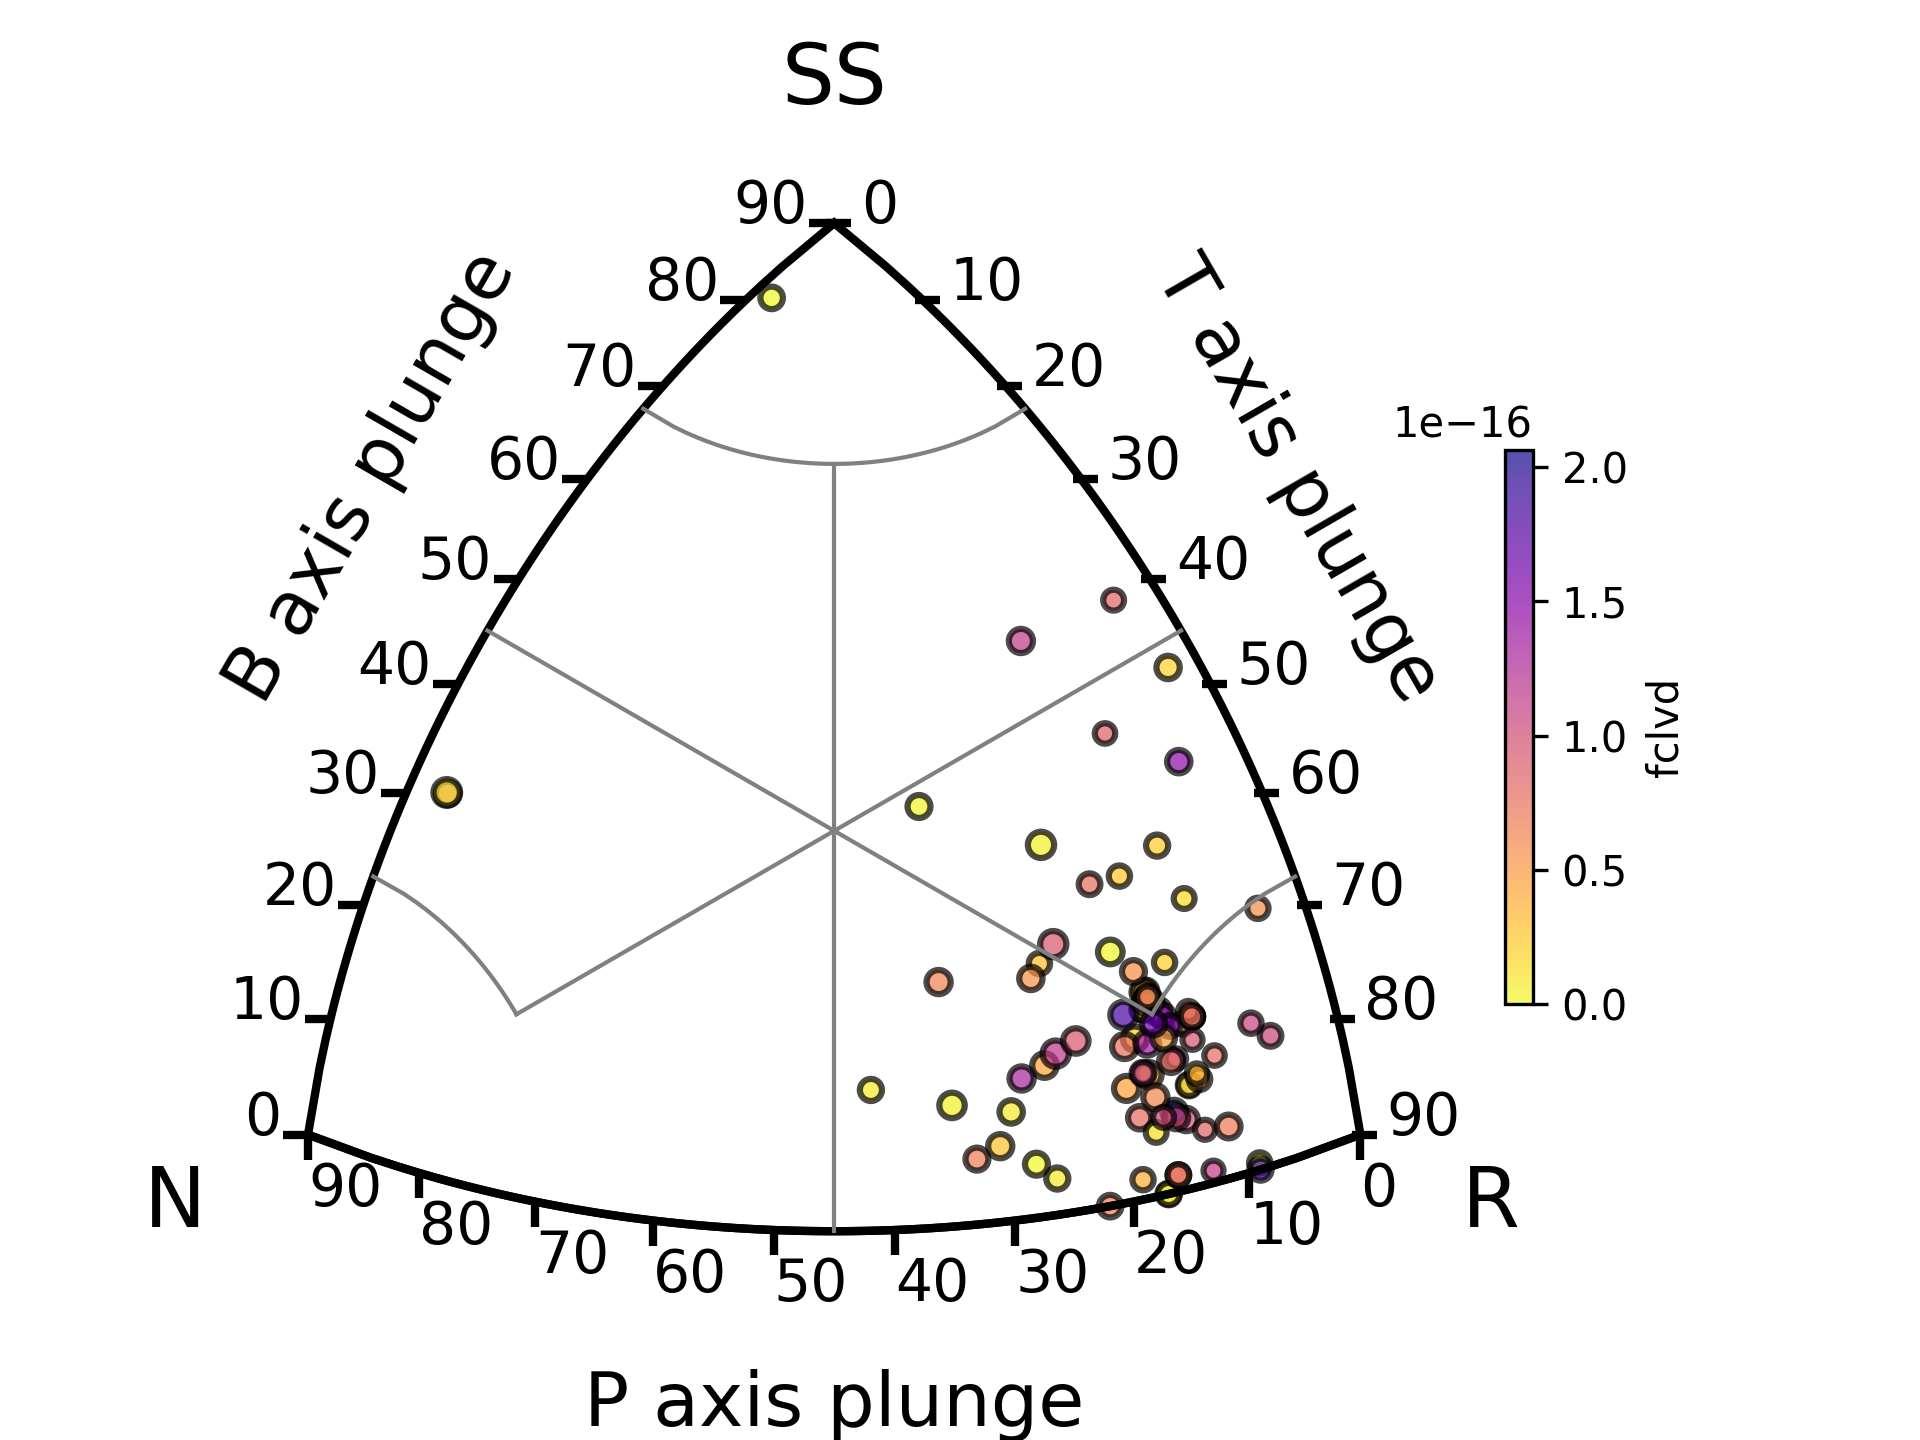 SS
90 0
80 10
70 20
60 30
50 40
40 50
30 60
20 70
10 80
0 90
B axis plunge
T axis plunge
N
R
90 80 70 60 50 40 30 20 10 0
P axis plunge
1e−16
2.0
1.5
1.0
0.5
0.0
fclvd